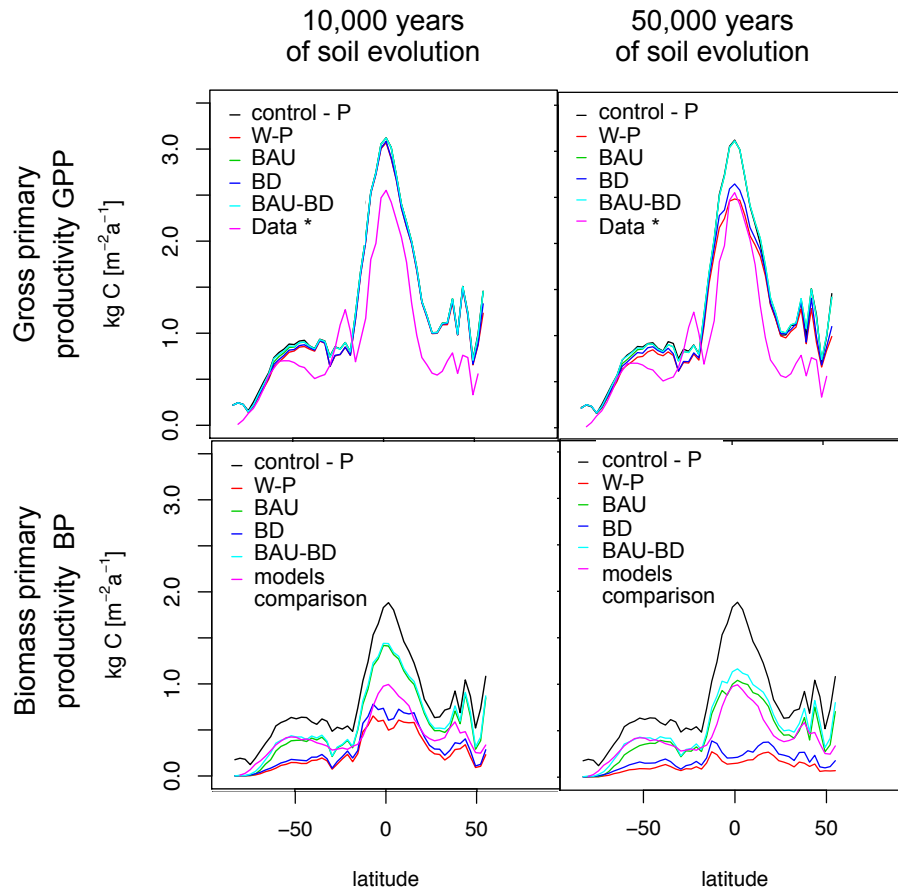 10,000 years
of soil evolution
50,000 years
of soil evolution
Gross primary
productivity GPP
kg C [m⁻²a⁻¹]
3.0
2.0
1.0
0.0
control - P
W-P
BAU
BD
BAU-BD
Data *
control - P
W-P
BAU
BD
BAU-BD
Data *
Biomass primary
productivity BP
kg C [m⁻²a⁻¹]
3.0
2.0
1.0
0.0
control - P
W-P
BAU
BD
BAU-BD
models
comparison
control - P
W-P
BAU
BD
BAU-BD
models
comparison
−50 0 50
−50 0 50
latitude
latitude